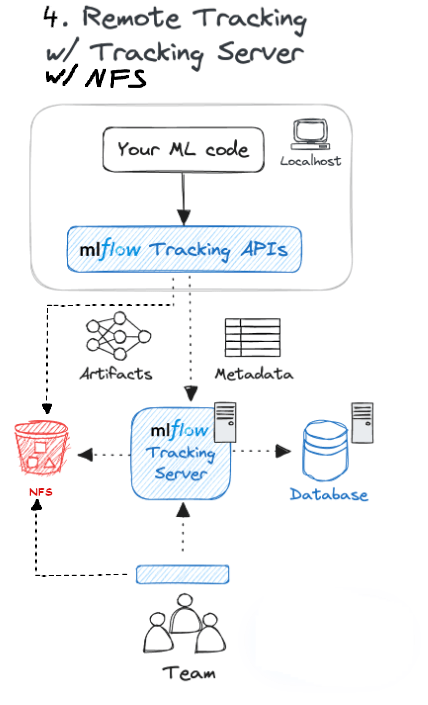 4. Remote Tracking
w/ Tracking Server
w/ NFS
Your ML code
Localhost
mlflow Tracking APIs
Artifacts
Metadata
mlflow
Tracking
Server
NFS
Database
Team